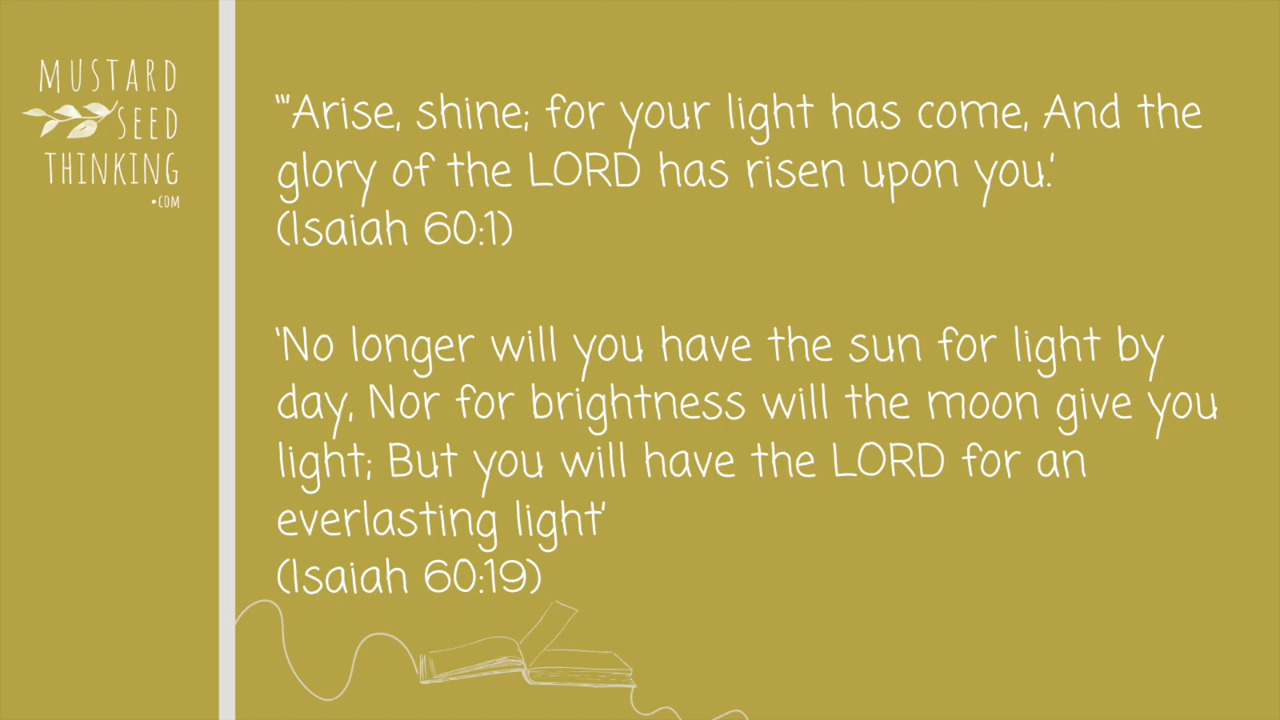 MUSTARD
SEED
THINKING
•COM
"'Arise, shine; for your light has come, And the
glory of the LORD has risen upon you.'
(Isaiah 60:1)
'No longer will you have the sun for light by
day, Nor for brightness will the moon give you
light; But you will have the LORD for an
everlasting light'
(Isaiah 60:19)